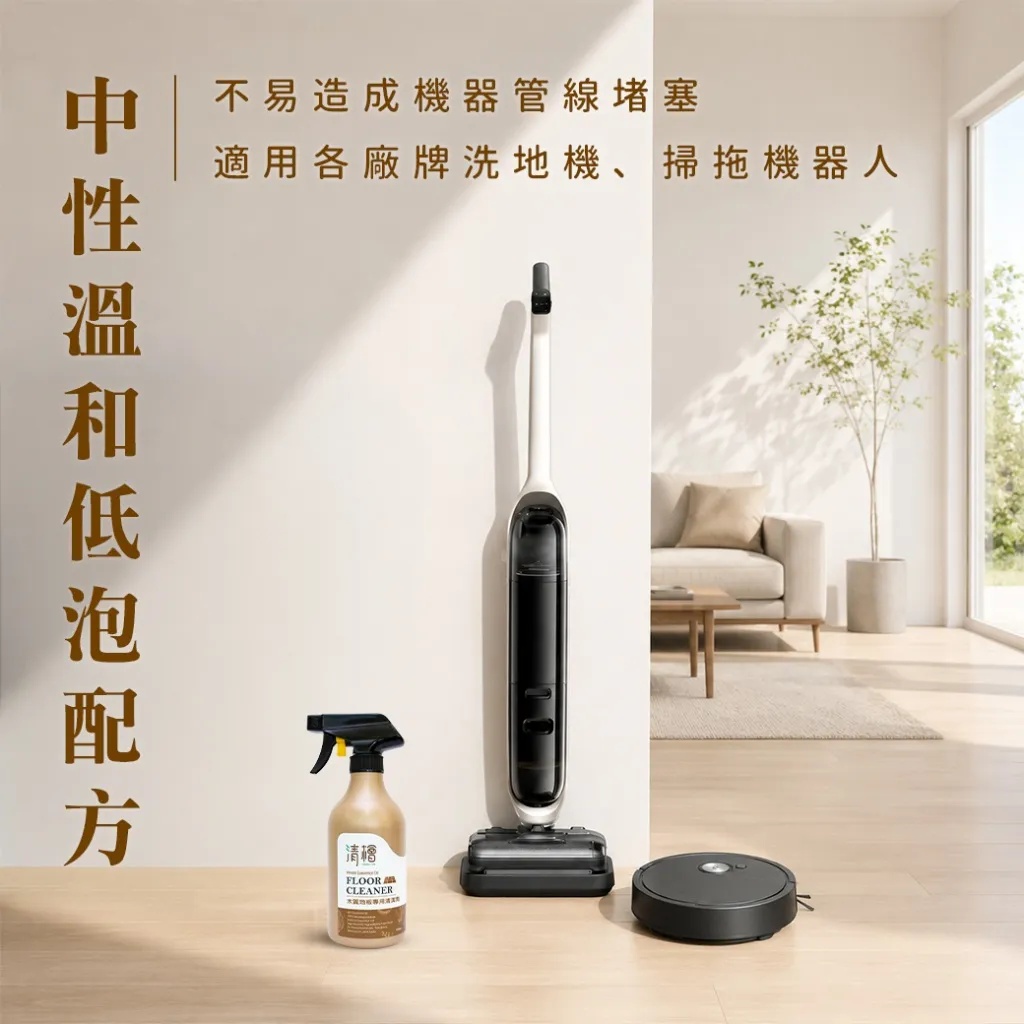 中性溫和低泡配方
不易造成機器管線堵塞
適用各廠牌洗地機、掃拖機器人
清檜
FLOOR
CLEANER
木質地板專用清潔劑